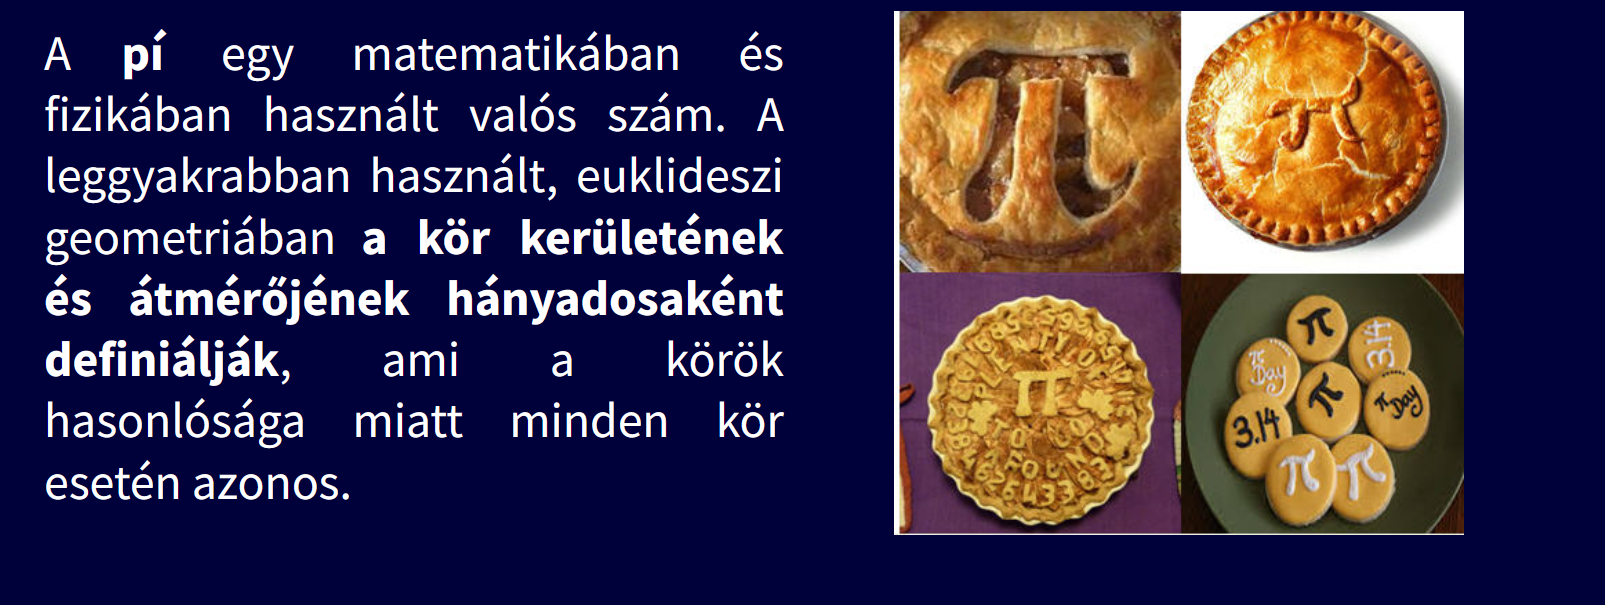 A pí egy matematikában és
fizikában használt valós szám. A
leggyakrabban használt, euklideszi
geometriában a kör kerületének
és átmérőjének hányadosaként
definiálják, ami a körök
hasonlósága miatt minden kör
esetén azonos.
π
π
π
π
3.14
π Day
π
π Day
3.14
π
π